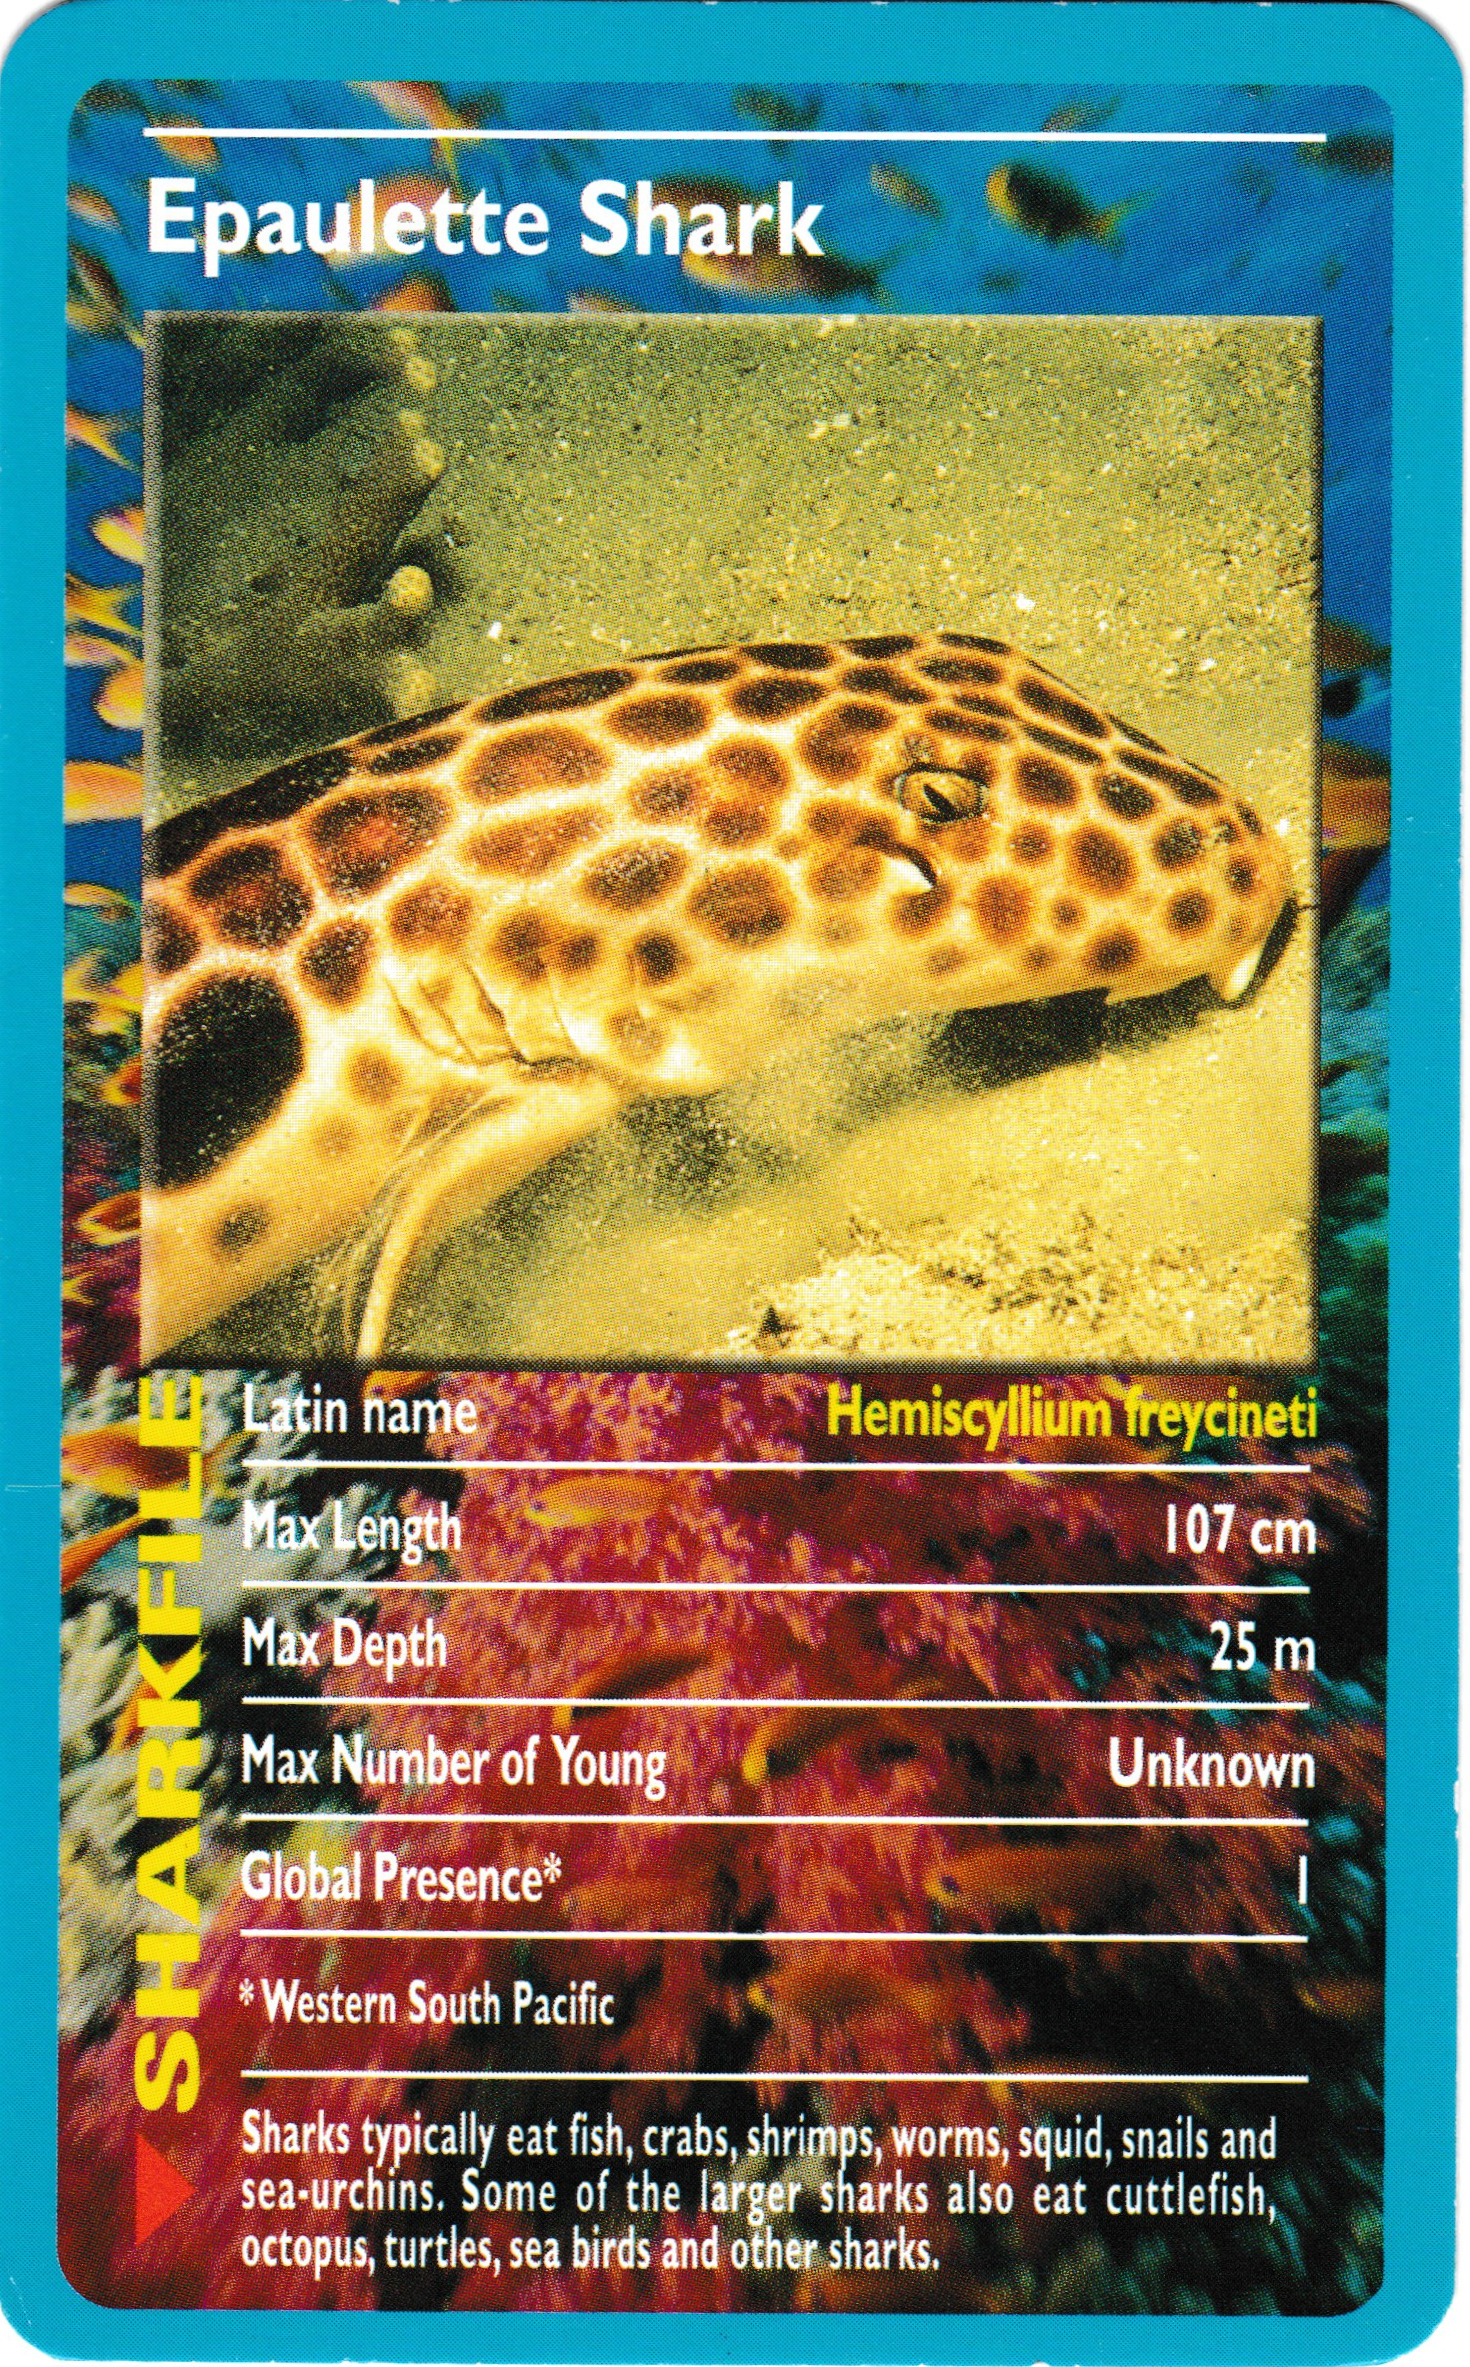 Epaulette Shark
SHARKFILE
Latin name Hemiscyllium freycineti
Max Length 107 cm
Max Depth 25 m
Max Number of Young Unknown
Global Presence* 1
* Western South Pacific
Sharks typically eat fish, crabs, shrimps, worms, squid, snails and
sea-urchins. Some of the larger sharks also eat cuttlefish,
octopus, turtles, sea birds and other sharks.